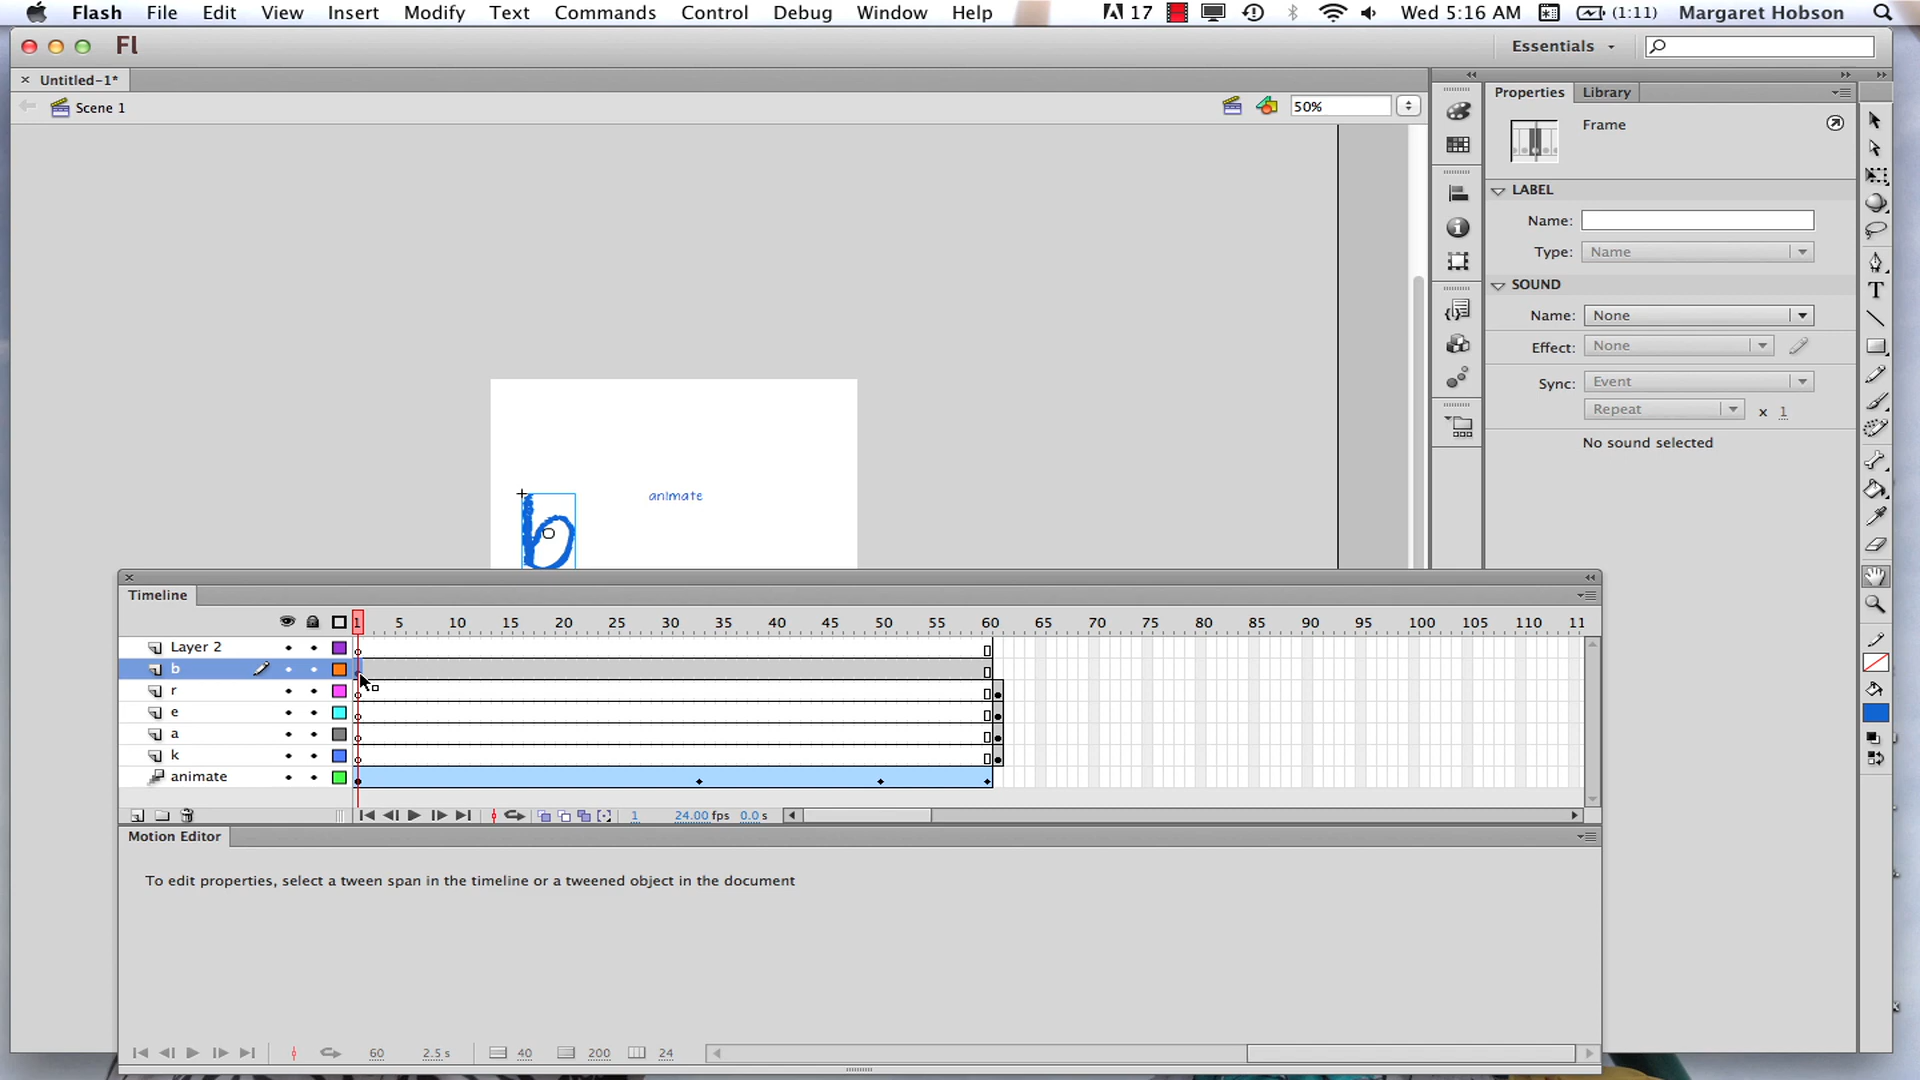 Flash File Edit View Insert Modify Text Commands Control Debug Window Help 17 Wed 5:16 AM (1:11) Margaret Hobson
Fl Essentials
Untitled-1*
Scene 1 50%
Properties Library
Frame
LABEL
Name:
Type: Name
SOUND
Name: None
Effect: None
Sync: Event
Repeat x 1
No sound selected
animate
b
Timeline
1 5 10 15 20 25 30 35 40 45 50 55 60 65 70 75 80 85 90 95 100 105 110 11
Layer 2
b
r
e
a
k
animate
1 24.00 fps 0.0 s
Motion Editor
To edit properties, select a tween span in the timeline or a tweened object in the document
60 2.5 s 40 200 24